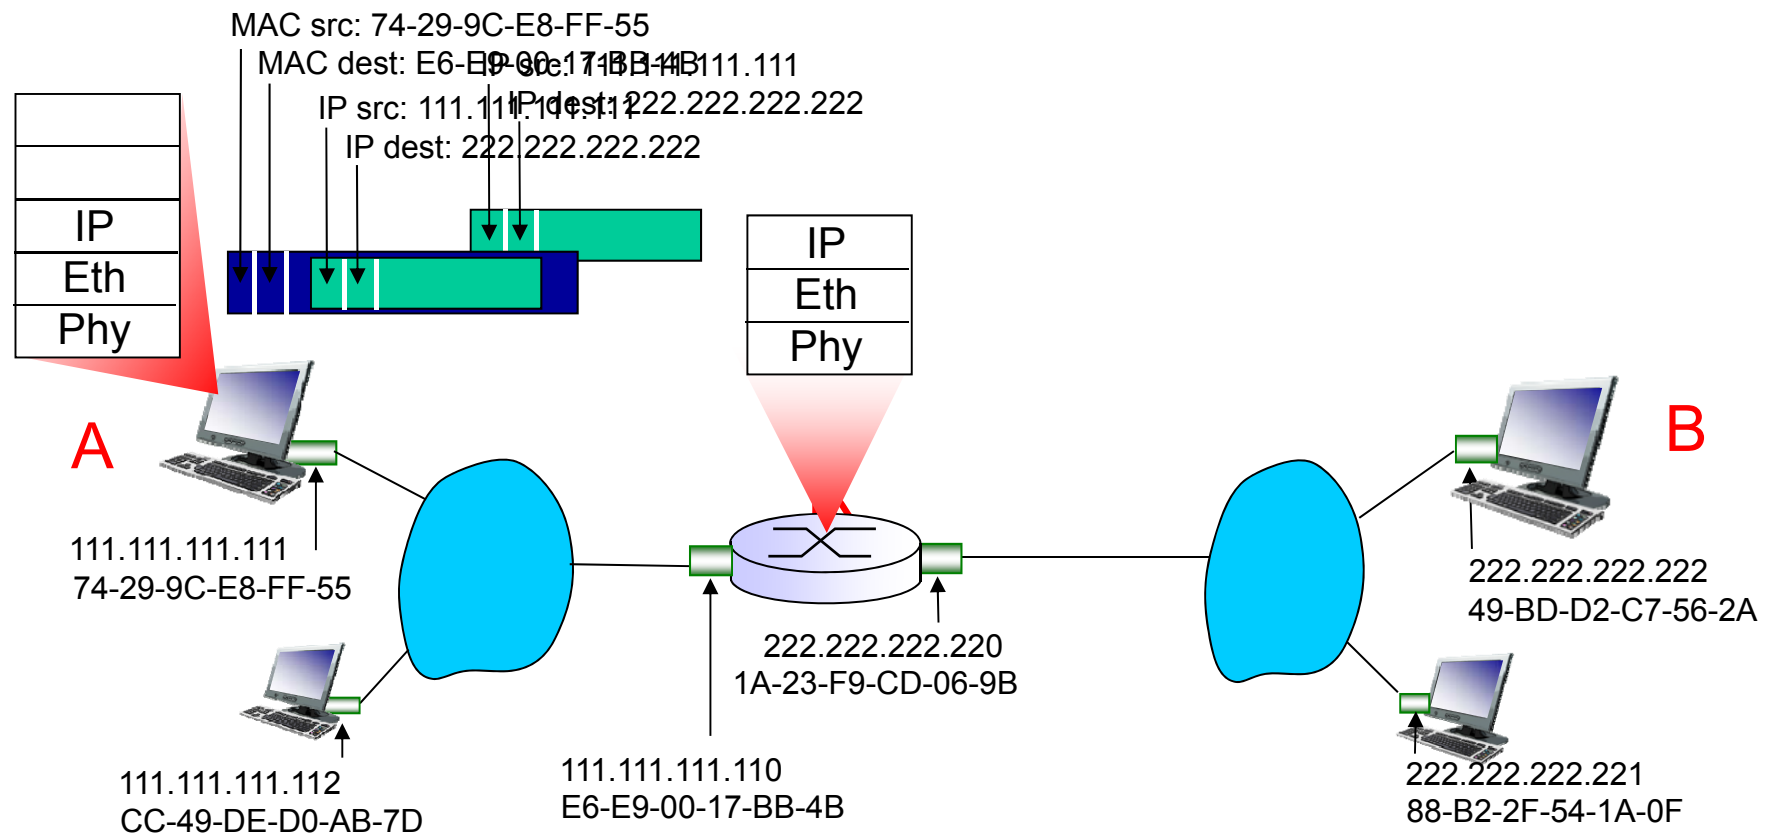 MAC src: 74-29-9C-E8-FF-55
MAC dest: E6-E9-00-17-BB-4B
IP src: 111.111.111.111
IP dest: 222.222.222.222
IP src: 111.111.111.111
IP dest: 222.222.222.222
IP
Eth
Phy
IP
Eth
Phy
A
B
111.111.111.111
74-29-9C-E8-FF-55
222.222.222.222
49-BD-D2-C7-56-2A
222.222.222.220
1A-23-F9-CD-06-9B
111.111.111.112
CC-49-DE-D0-AB-7D
111.111.111.110
E6-E9-00-17-BB-4B
222.222.222.221
88-B2-2F-54-1A-0F